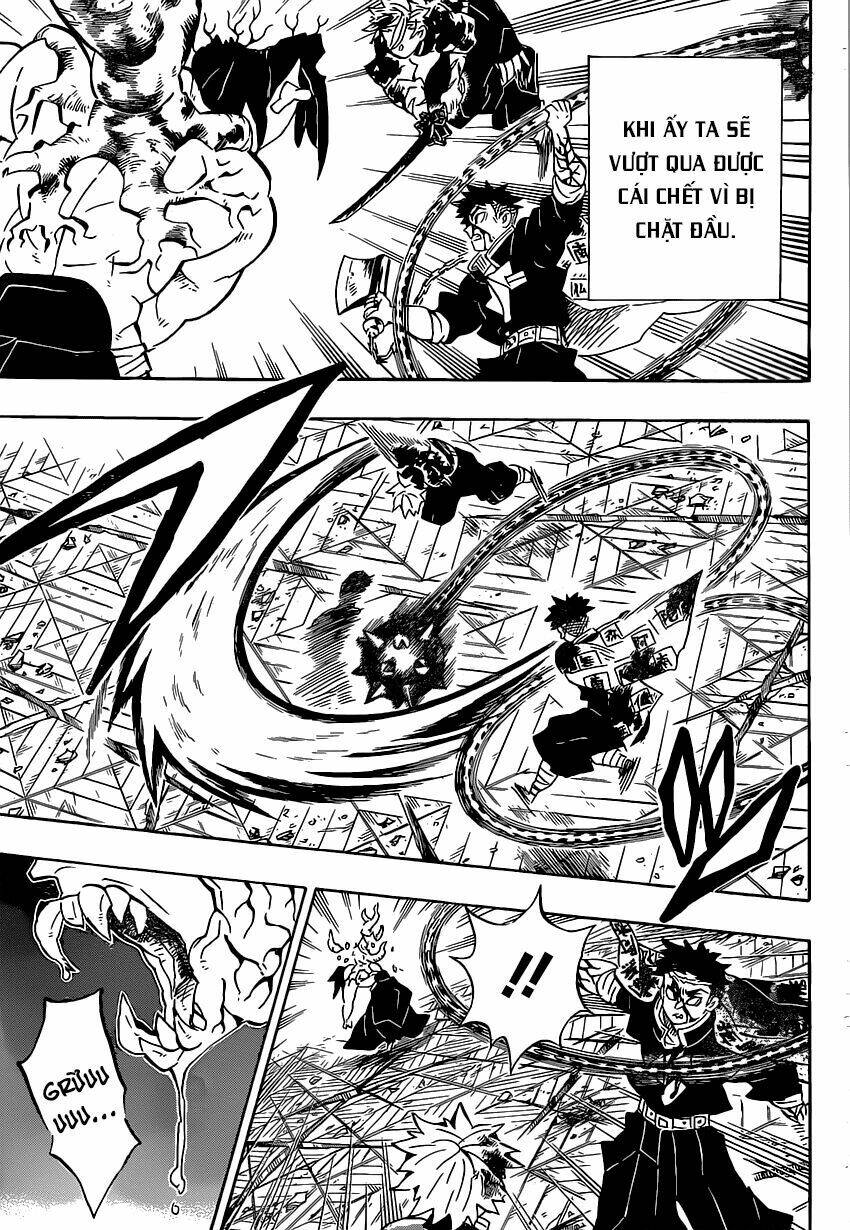 KHI ẤY TA SẼ
VƯỢT QUA ĐƯỢC
CÁI CHẾT VÌ BỊ
CHẶT ĐẦU.
!!
GRỪUU
UUU...